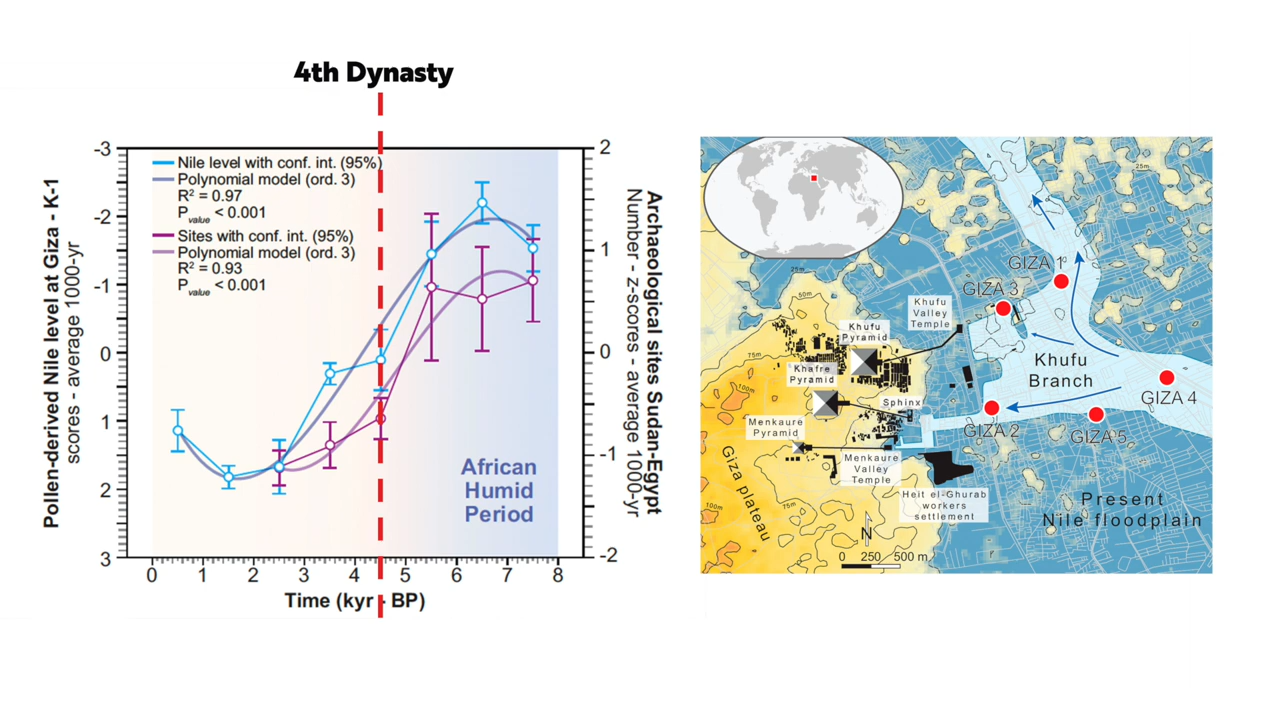 4th Dynasty
Nile level with conf. int. (95%)
Polynomial model (ord. 3)
R² = 0.97
P value < 0.001
Sites with conf. int. (95%)
Polynomial model (ord. 3)
R² = 0.93
P value < 0.001
African
Humid
Period
Pollen-derived Nile level at Giza - K-1
scores - average 1000-yr
-3
-2
-1
0
1
2
3
Archaeological sites Sudan-Egypt
Number - z-scores - average 1000-yr
2
1
0
-1
-2
0 1 2 3 4 5 6 7 8
Time (kyr - BP)
25m
25m
50m
75m
100m
100m
75m
GIZA 1
GIZA 3
Khufu
Valley
Temple
Khufu
Pyramid
Khafre
Pyramid
Khufu
Branch
GIZA 4
Sphinx
Menkaure
Pyramid
GIZA 2
GIZA 5
Menkaure
Valley
Temple
Giza plateau
Heit el-Ghurab
workers
settlement
Present
Nile floodplain
N
0 250 500 m